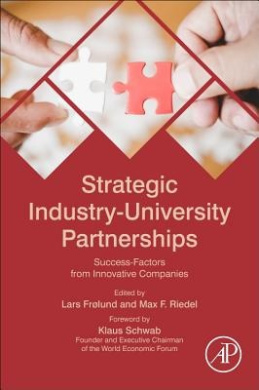 Strategic
Industry-University
Partnerships
Success-Factors
from Innovative Companies
Edited by
Lars Frølund and Max F. Riedel
Foreword by
Klaus Schwab
Founder and Executive Chairman
of the World Economic Forum
AP